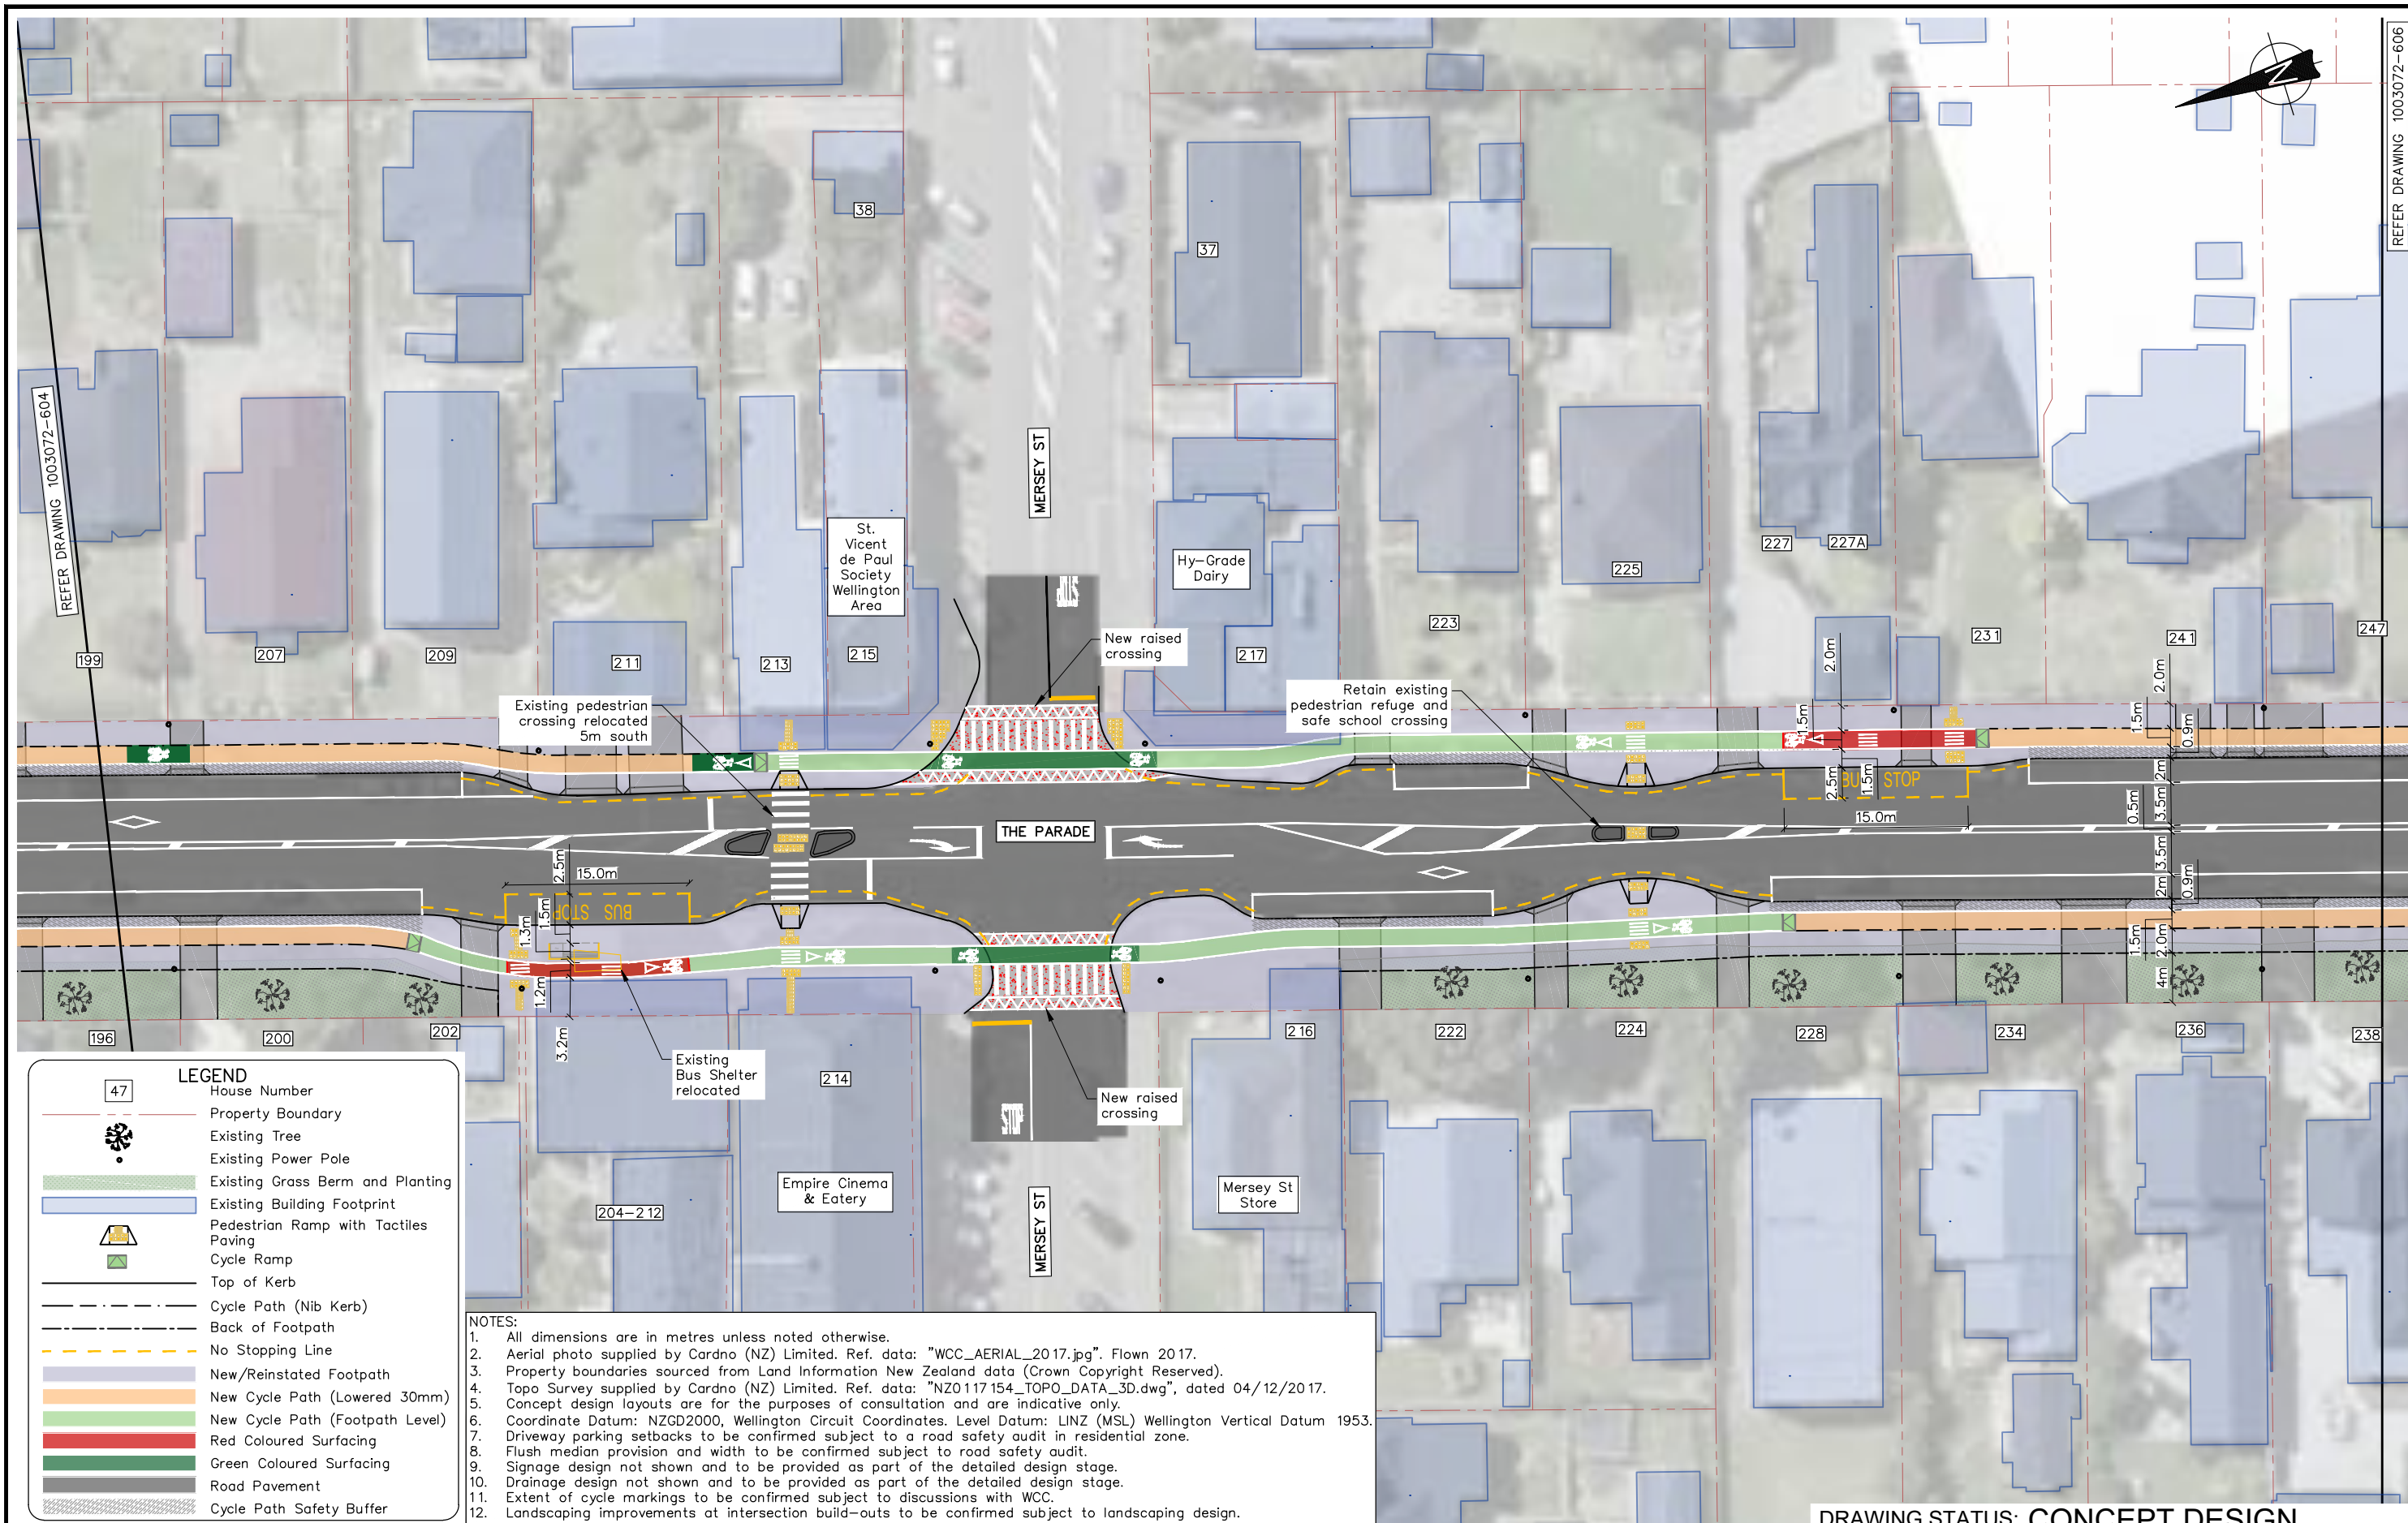 REFER DRAWING 1003072-606
N
38
37
MERSEY ST
REFER DRAWING 1003072-604
St.
Vicent
de Paul
Society
Wellington
Area
Hy-Grade
Dairy
227
227A
225
223
231
241
247
199
207
209
211
213
215
217
New raised
crossing
Existing pedestrian
crossing relocated
5m south
Retain existing
pedestrian refuge and
safe school crossing
2.0m
1.5m
2.5m
1.5m
BUS STOP
15.0m
2.0m
1.5m
0.9m
2m
0.5m
3.5m
3.5m
2m
0.9m
1.5m
2.0m
4m
THE PARADE
2.5m
15.0m
1.5m
BUS STOP
1.3m
1.2m
3.2m
196
200
202
216
222
224
228
234
236
238
Existing
Bus Shelter
relocated
214
New raised
crossing
STOP
MERSEY ST
Empire Cinema
& Eatery
Mersey St
Store
204-212
LEGEND
47 House Number
Property Boundary
Existing Tree
Existing Power Pole
Existing Grass Berm and Planting
Existing Building Footprint
Pedestrian Ramp with Tactiles
Paving
Cycle Ramp
Top of Kerb
Cycle Path (Nib Kerb)
Back of Footpath
No Stopping Line
New/Reinstated Footpath
New Cycle Path (Lowered 30mm)
New Cycle Path (Footpath Level)
Red Coloured Surfacing
Green Coloured Surfacing
Road Pavement
Cycle Path Safety Buffer
NOTES:
1. All dimensions are in metres unless noted otherwise.
2. Aerial photo supplied by Cardno (NZ) Limited. Ref. data: "WCC_AERIAL_2017.jpg". Flown 2017.
3. Property boundaries sourced from Land Information New Zealand data (Crown Copyright Reserved).
4. Topo Survey supplied by Cardno (NZ) Limited. Ref. data: "NZ0117154_TOPO_DATA_3D.dwg", dated 04/12/2017.
5. Concept design layouts are for the purposes of consultation and are indicative only.
6. Coordinate Datum: NZGD2000, Wellington Circuit Coordinates. Level Datum: LINZ (MSL) Wellington Vertical Datum 1953.
7. Driveway parking setbacks to be confirmed subject to a road safety audit in residential zone.
8. Flush median provision and width to be confirmed subject to road safety audit.
9. Signage design not shown and to be provided as part of the detailed design stage.
10. Drainage design not shown and to be provided as part of the detailed design stage.
11. Extent of cycle markings to be confirmed subject to discussions with WCC.
12. Landscaping improvements at intersection build-outs to be confirmed subject to landscaping design.
DRAWING STATUS: CONCEPT DESIGN